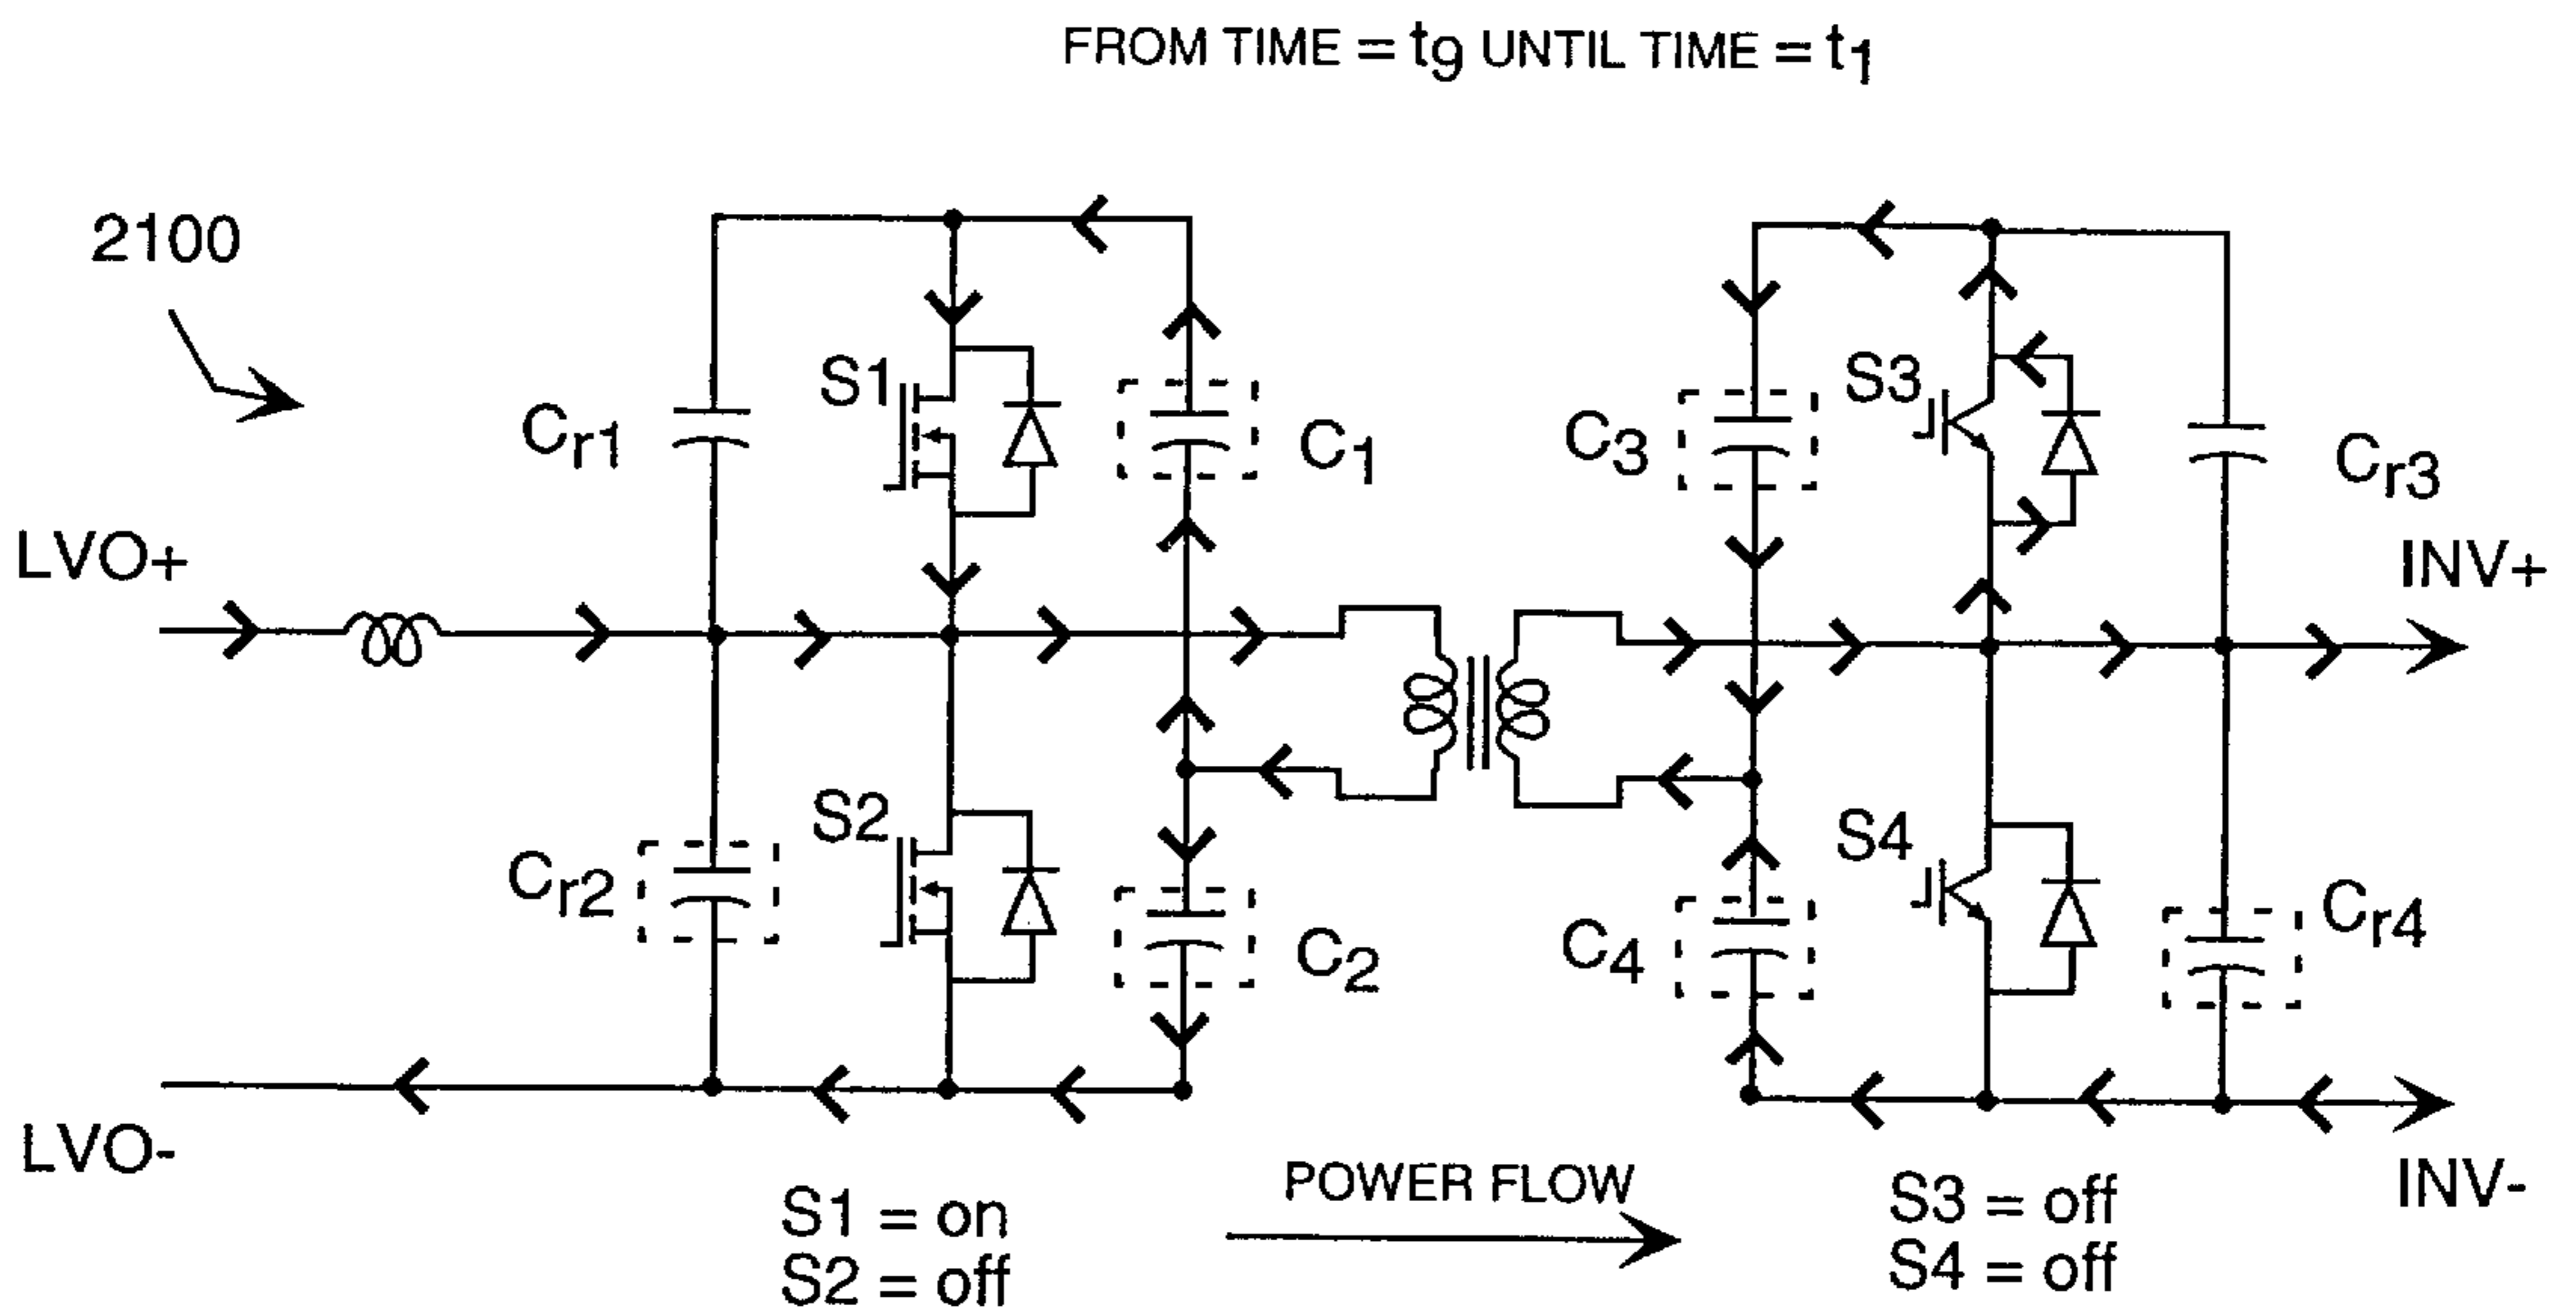 FROM TIME = t9 UNTIL TIME = t1
2100
S1
S3
Cr1
C1
C3
Cr3
LVO+
INV+
S2
S4
Cr2
C2
C4
Cr4
LVO-
POWER FLOW
INV-
S1 = on
S3 = off
S2 = off
S4 = off